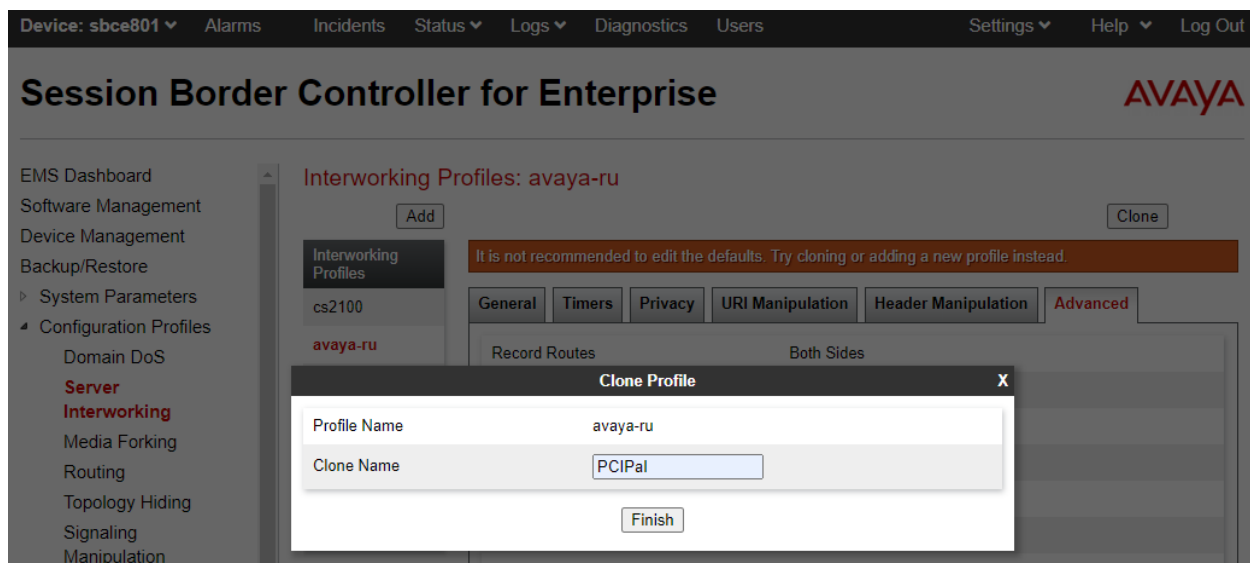 Device: sbce801 Alarms Incidents Status Logs Diagnostics Users Settings Help Log Out
Session Border Controller for Enterprise
AVAYA
EMS Dashboard
Software Management
Device Management
Backup/Restore
System Parameters
Configuration Profiles
Domain DoS
Server
Interworking
Media Forking
Routing
Topology Hiding
Signaling
Manipulation
Interworking Profiles: avaya-ru
Add
Clone
Interworking
Profiles
cs2100
avaya-ru
It is not recommended to edit the defaults. Try cloning or adding a new profile instead.
General Timers Privacy URI Manipulation Header Manipulation Advanced
Record Routes Both Sides
Clone Profile X
Profile Name avaya-ru
Clone Name PCIPal
Finish